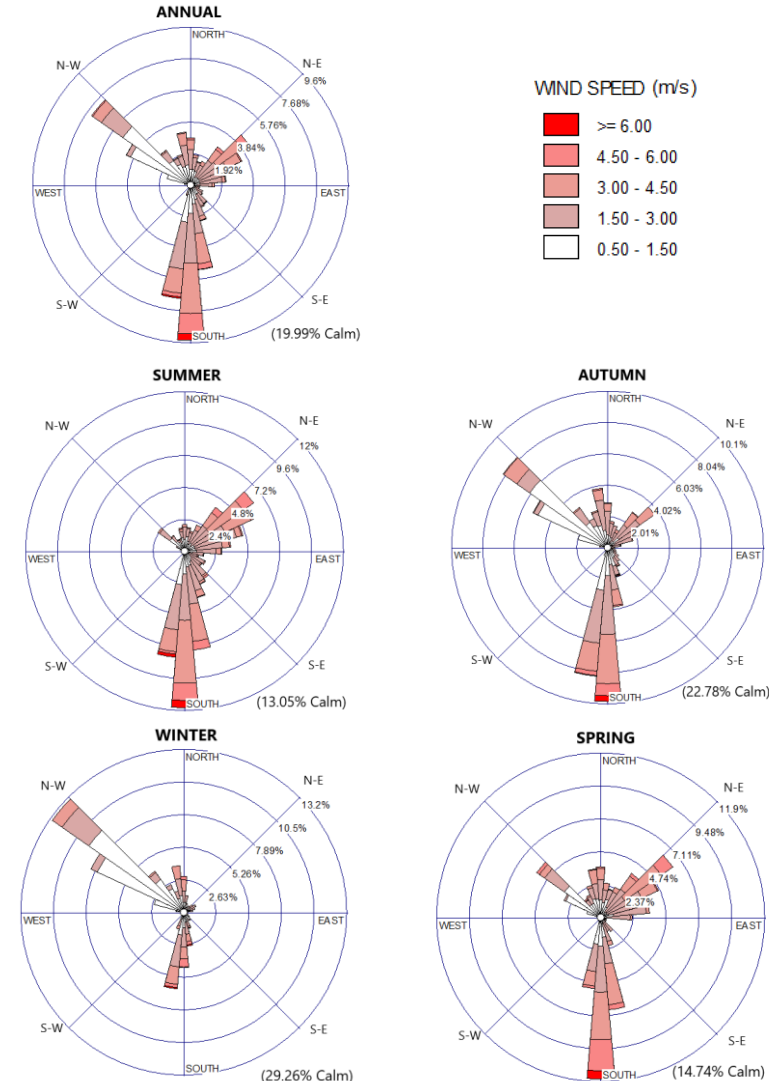 ANNUAL
NORTH
N-W
N-E
9.6%
7.68%
5.76%
3.84%
1.92%
WEST
EAST
S-W
S-E
SOUTH
(19.99% Calm)
WIND SPEED (m/s)
>= 6.00
4.50 - 6.00
3.00 - 4.50
1.50 - 3.00
0.50 - 1.50
SUMMER
NORTH
N-W
N-E
12%
9.6%
7.2%
4.8%
2.4%
WEST
EAST
S-W
S-E
SOUTH
(13.05% Calm)
AUTUMN
NORTH
N-W
N-E
10.1%
8.04%
6.03%
4.02%
2.01%
WEST
EAST
S-W
S-E
SOUTH
(22.78% Calm)
WINTER
NORTH
N-W
N-E
13.2%
10.5%
7.89%
5.26%
2.63%
WEST
EAST
S-W
S-E
SOUTH
(29.26% Calm)
SPRING
NORTH
N-W
N-E
11.9%
9.48%
7.11%
4.74%
2.37%
WEST
EAST
S-W
S-E
SOUTH
(14.74% Calm)